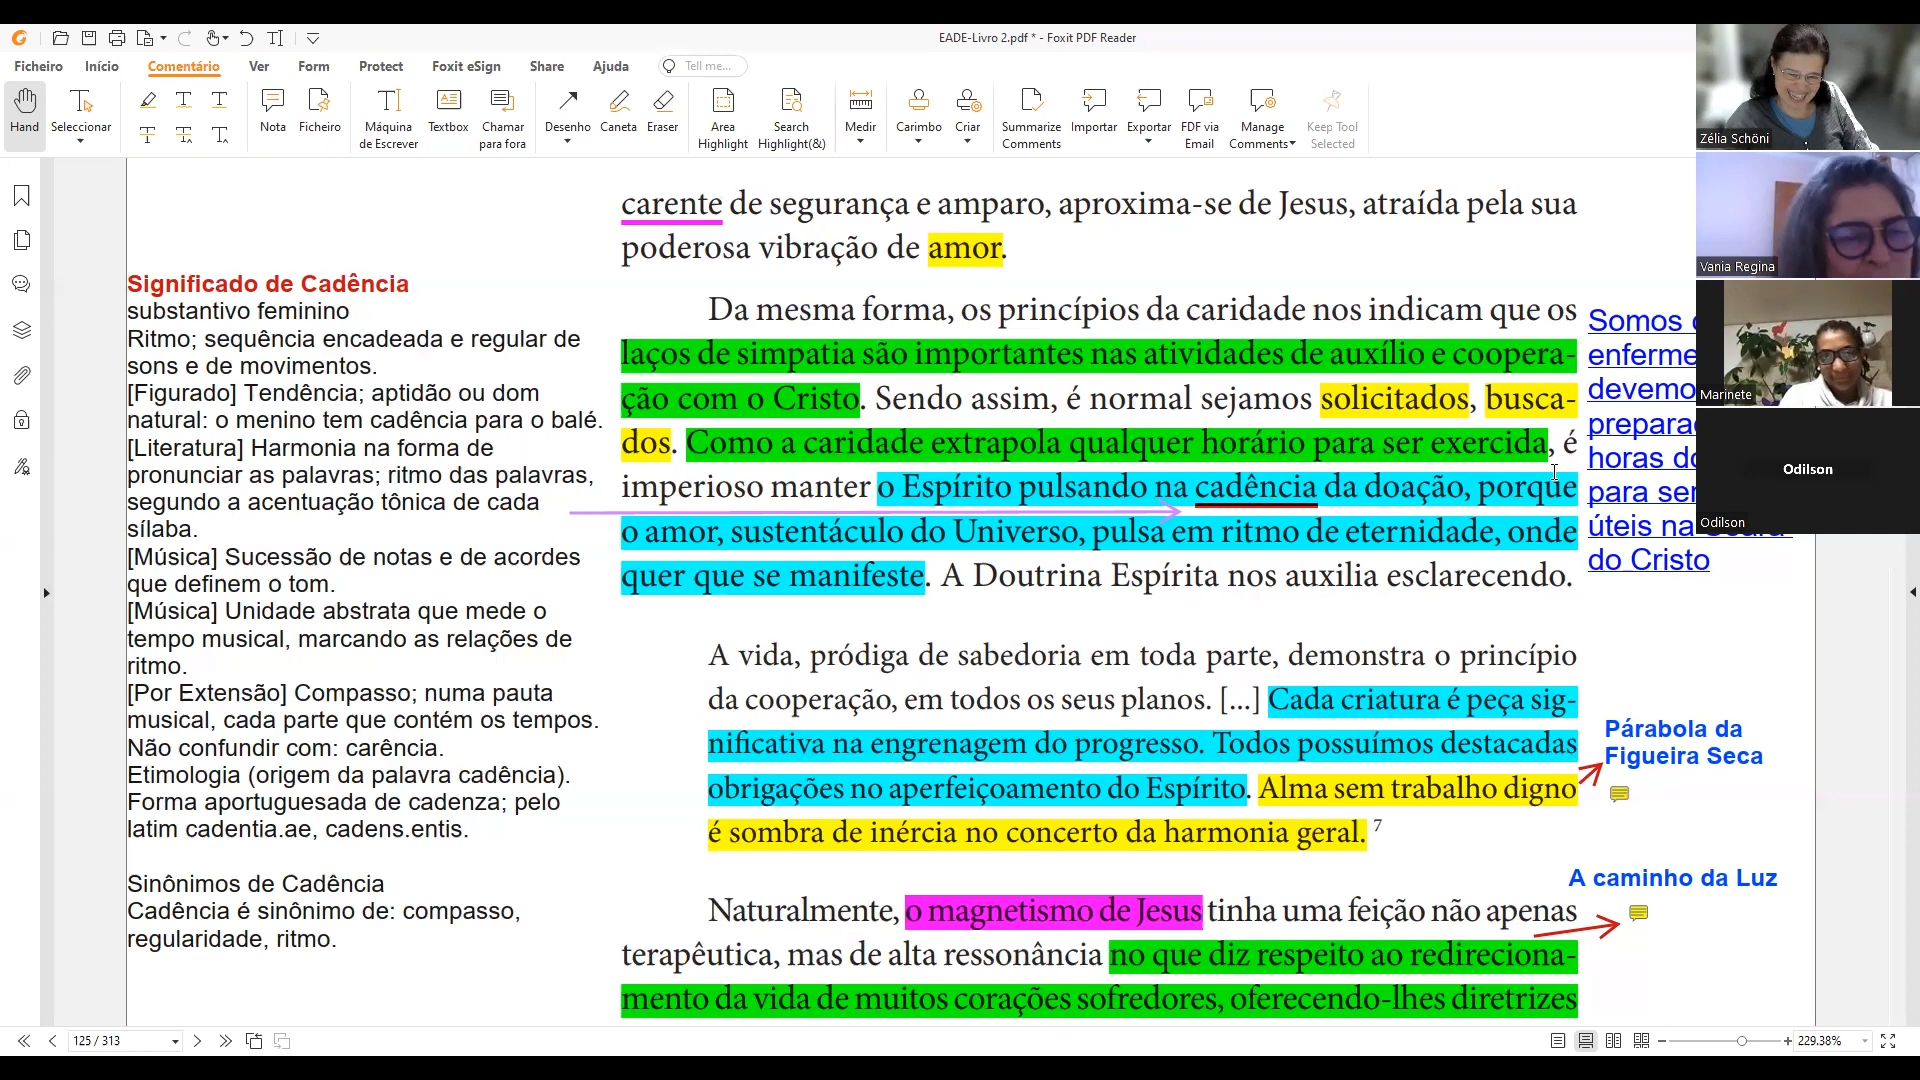 EADE-Livro 2.pdf * - Foxit PDF Reader
Ficheiro Início Comentário Ver Form Protect Foxit eSign Share Ajuda Tell me...
Hand Seleccionar Nota Ficheiro Máquina de Escrever Textbox Chamar para fora Desenho Caneta Eraser Area Highlight Search Highlight(&) Medir Carimbo Criar Summarize Comments Importar Exportar FDF via Email Manage Comments Keep Tool Selected
carente de segurança e amparo, aproxima-se de Jesus, atraída pela sua
poderosa vibração de amor.
Da mesma forma, os princípios da caridade nos indicam que os
laços de simpatia são importantes nas atividades de auxílio e coopera-
ção com o Cristo. Sendo assim, é normal sejamos solicitados, busca-
dos. Como a caridade extrapola qualquer horário para ser exercida, é
imperioso manter o Espírito pulsando na cadência da doação, porque
o amor, sustentáculo do Universo, pulsa em ritmo de eternidade, onde
quer que se manifeste. A Doutrina Espírita nos auxilia esclarecendo.
A vida, pródiga de sabedoria em toda parte, demonstra o princípio
da cooperação, em todos os seus planos. [...] Cada criatura é peça sig-
nificativa na engrenagem do progresso. Todos possuímos destacadas
obrigações no aperfeiçoamento do Espírito. Alma sem trabalho digno
é sombra de inércia no concerto da harmonia geral. 7
Naturalmente, o magnetismo de Jesus tinha uma feição não apenas
terapêutica, mas de alta ressonância no que diz respeito ao redireciona-
mento da vida de muitos corações sofredores, oferecendo-lhes diretrizes
Significado de Cadência
substantivo feminino
Ritmo; sequência encadeada e regular de
sons e de movimentos.
[Figurado] Tendência; aptidão ou dom
natural: o menino tem cadência para o balé.
[Literatura] Harmonia na forma de
pronunciar as palavras; ritmo das palavras,
segundo a acentuação tônica de cada
sílaba.
[Música] Sucessão de notas e de acordes
que definem o tom.
[Música] Unidade abstrata que mede o
tempo musical, marcando as relações de
ritmo.
[Por Extensão] Compasso; numa pauta
musical, cada parte que contém os tempos.
Não confundir com: carência.
Etimologia (origem da palavra cadência).
Forma aportuguesada de cadenza; pelo
latim cadentia.ae, cadens.entis.
Sinônimos de Cadência
Cadência é sinônimo de: compasso,
regularidade, ritmo.
Somos
enferme
devemo
prepara
horas do
para ser
úteis na
do Cristo
Párabola da
Figueira Seca
A caminho da Luz
Zélia Schöni
Vania Regina
Marinete
Odilson
Odilson
125 / 313
229.38%